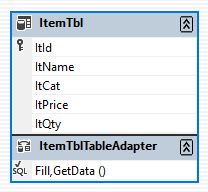 ItemTbl
ItId
ItName
ItCat
ItPrice
ItQty
ItemTblTableAdapter
SQL Fill,GetData ()